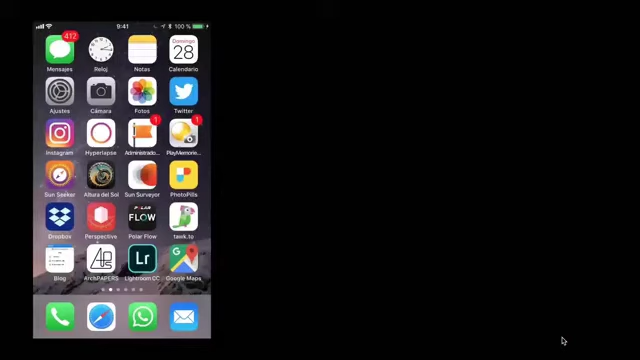 9:41 100 %
412 Domingo
28
Mensajes Reloj Notas Calendario
Ajustes Cámara Fotos Twitter
1 1
Instagram Hyperlapse Administrado... PlayMemorie...
Sun Seeker Altura del Sol Sun Surveyor PhotoPills
POLAR
FLOW
Dropbox Perspective Polar Flow tawk.to
Lr
Blog ArchPAPERS Lightroom CC Google Maps